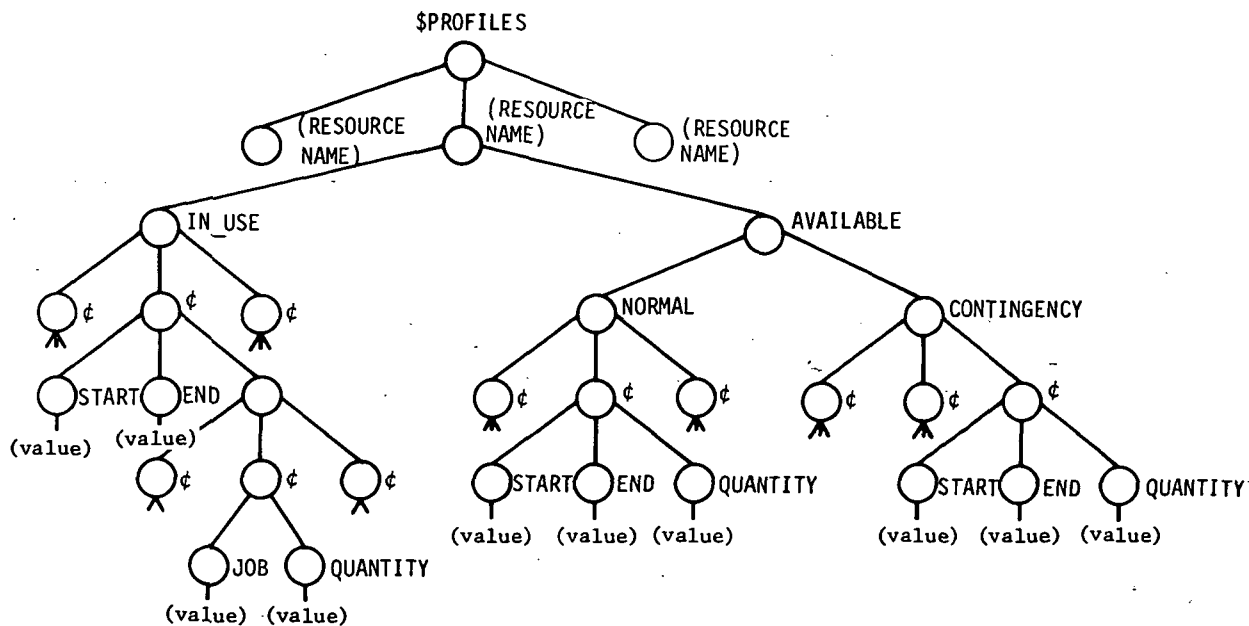 $PROFILES
(RESOURCE
NAME)
(RESOURCE
NAME)
(RESOURCE
NAME)
IN_USE
AVAILABLE
¢
¢
¢
NORMAL
CONTINGENCY
START
END
¢
¢
¢
¢
¢
¢
(value)
(value)
¢
¢
¢
START
END
QUANTITY
START
END
QUANTITY
(value)
(value)
(value)
(value)
(value)
(value)
JOB
QUANTITY
(value)
(value)